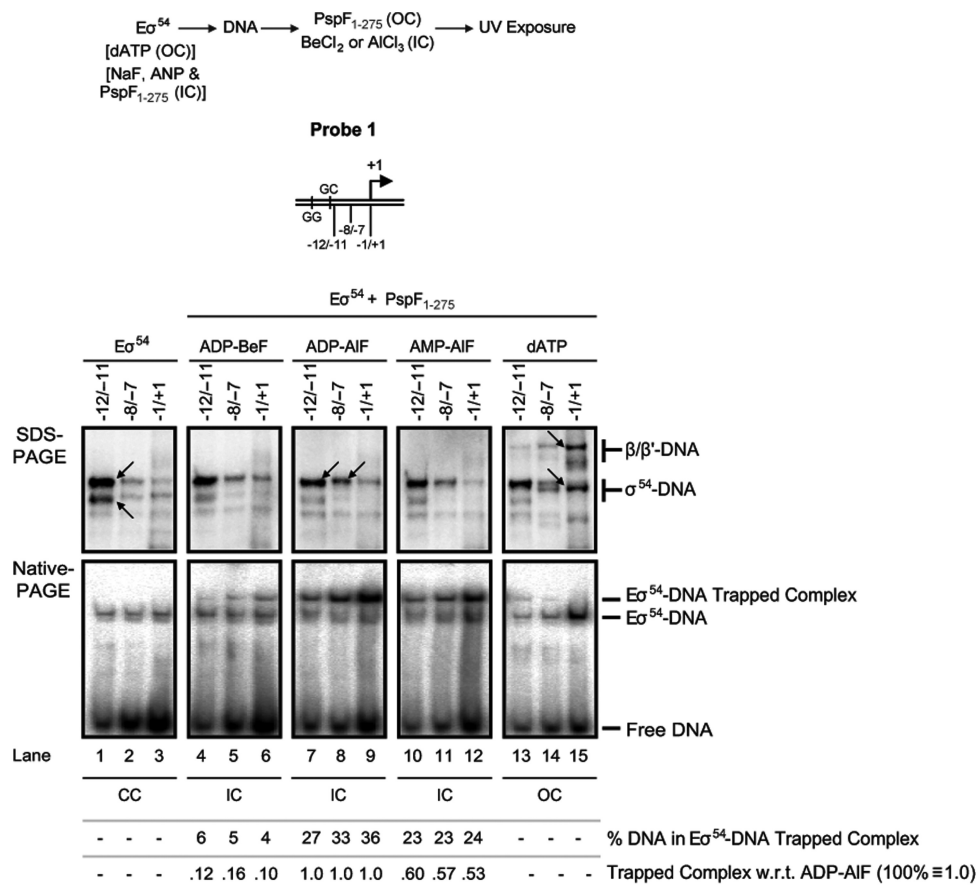 Eσ54 DNA PspF1-275 (OC) UV Exposure
[dATP (OC)] BeCl2 or AlCl3 (IC)
[NaF, ANP &
PspF1-275 (IC)]
Probe 1
+1
GC
GG
-8/-7
-12/-11 -1/+1
Eσ54 + PspF1-275
Eσ54 ADP-BeF ADP-AlF AMP-AlF dATP
-12/-11 -8/-7 -1/+1 -12/-11 -8/-7 -1/+1 -12/-11 -8/-7 -1/+1 -12/-11 -8/-7 -1/+1 -12/-11 -8/-7 -1/+1
SDS-
PAGE
β/β'-DNA
σ54-DNA
Native-
PAGE
Eσ54-DNA Trapped Complex
Eσ54-DNA
Free DNA
Lane 1 2 3 4 5 6 7 8 9 10 11 12 13 14 15
CC IC IC IC OC
- - - 6 5 4 27 33 36 23 23 24 - - - % DNA in Eσ54-DNA Trapped Complex
- - - .12 .16 .10 1.0 1.0 1.0 .60 .57 .53 - - - Trapped Complex w.r.t. ADP-AlF (100% ≡ 1.0)